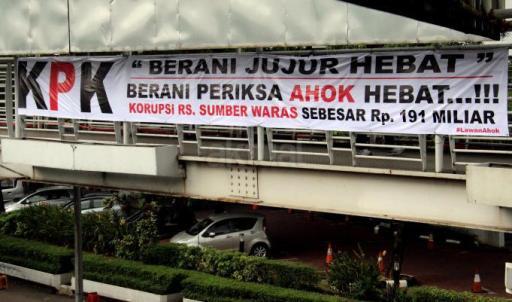 KPK
" BERANI JUJUR HEBAT "
BERANI PERIKSA AHOK HEBAT...!!!
KORUPSI RS. SUMBER WARAS SEBESAR Rp. 191 MILIAR
#LawanAhok